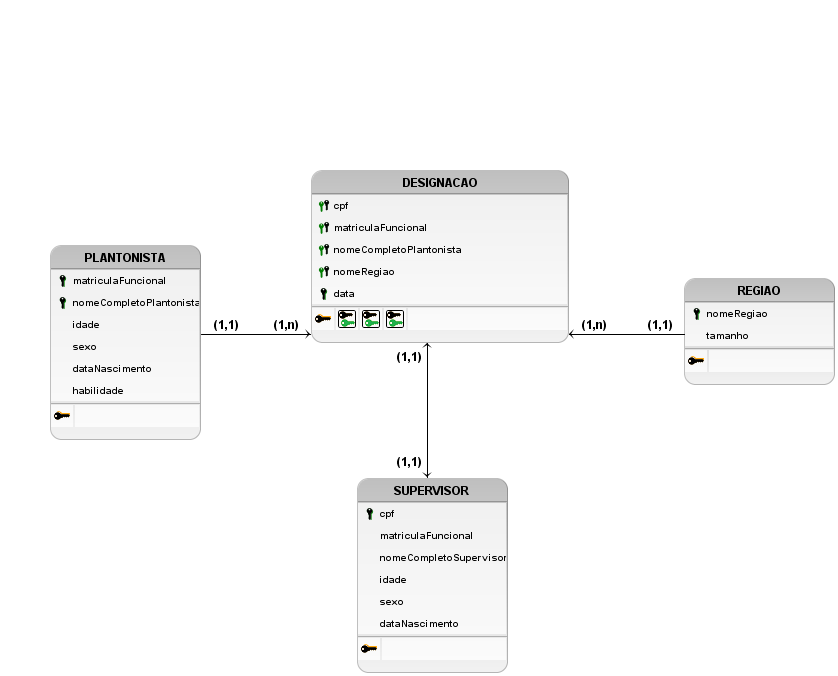 DESIGNACAO
cpf
matriculaFuncional
nomeCompletoPlantonista
nomeRegiao
data
PLANTONISTA
matriculaFuncional
nomeCompletoPlantonista
idade
sexo
dataNascimento
habilidade
(1,1)
(1,n)
(1,n)
(1,1)
REGIAO
nomeRegiao
tamanho
(1,1)
(1,1)
SUPERVISOR
cpf
matriculaFuncional
nomeCompletoSupervisor
idade
sexo
dataNascimento